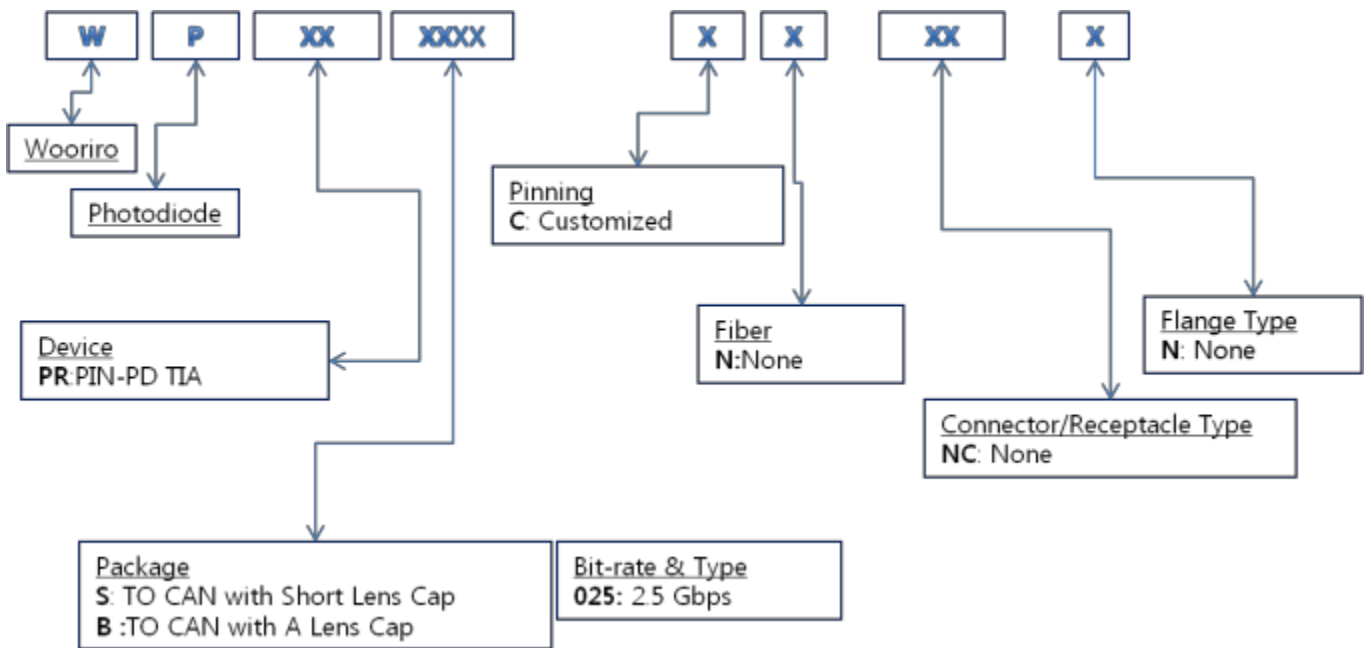 W P XX XXXX X X XX X
Wooriro
Photodiode
Pinning
C: Customized
Device
PR:PIN-PD TIA
Fiber
N:None
Flange Type
N: None
Connector/Receptacle Type
NC: None
Package
S: TO CAN with Short Lens Cap
B :TO CAN with A Lens Cap
Bit-rate & Type
025: 2.5 Gbps